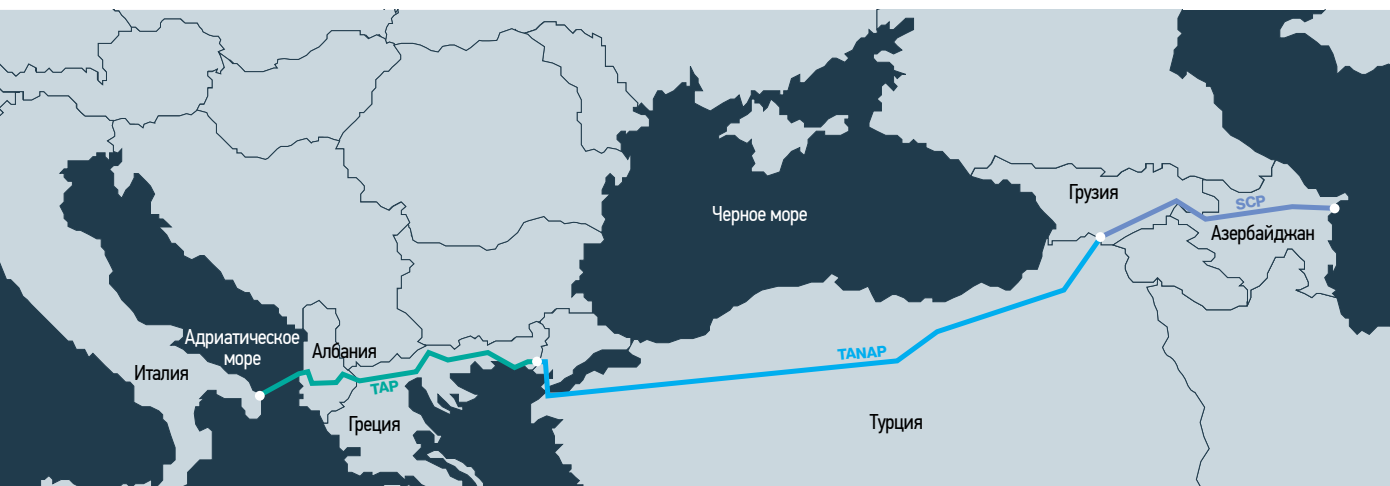 Грузия
SCP
Азербайджан
Черное море
Адриатическое
море
Албания
TANAP
Италия
TAP
Греция
Турция